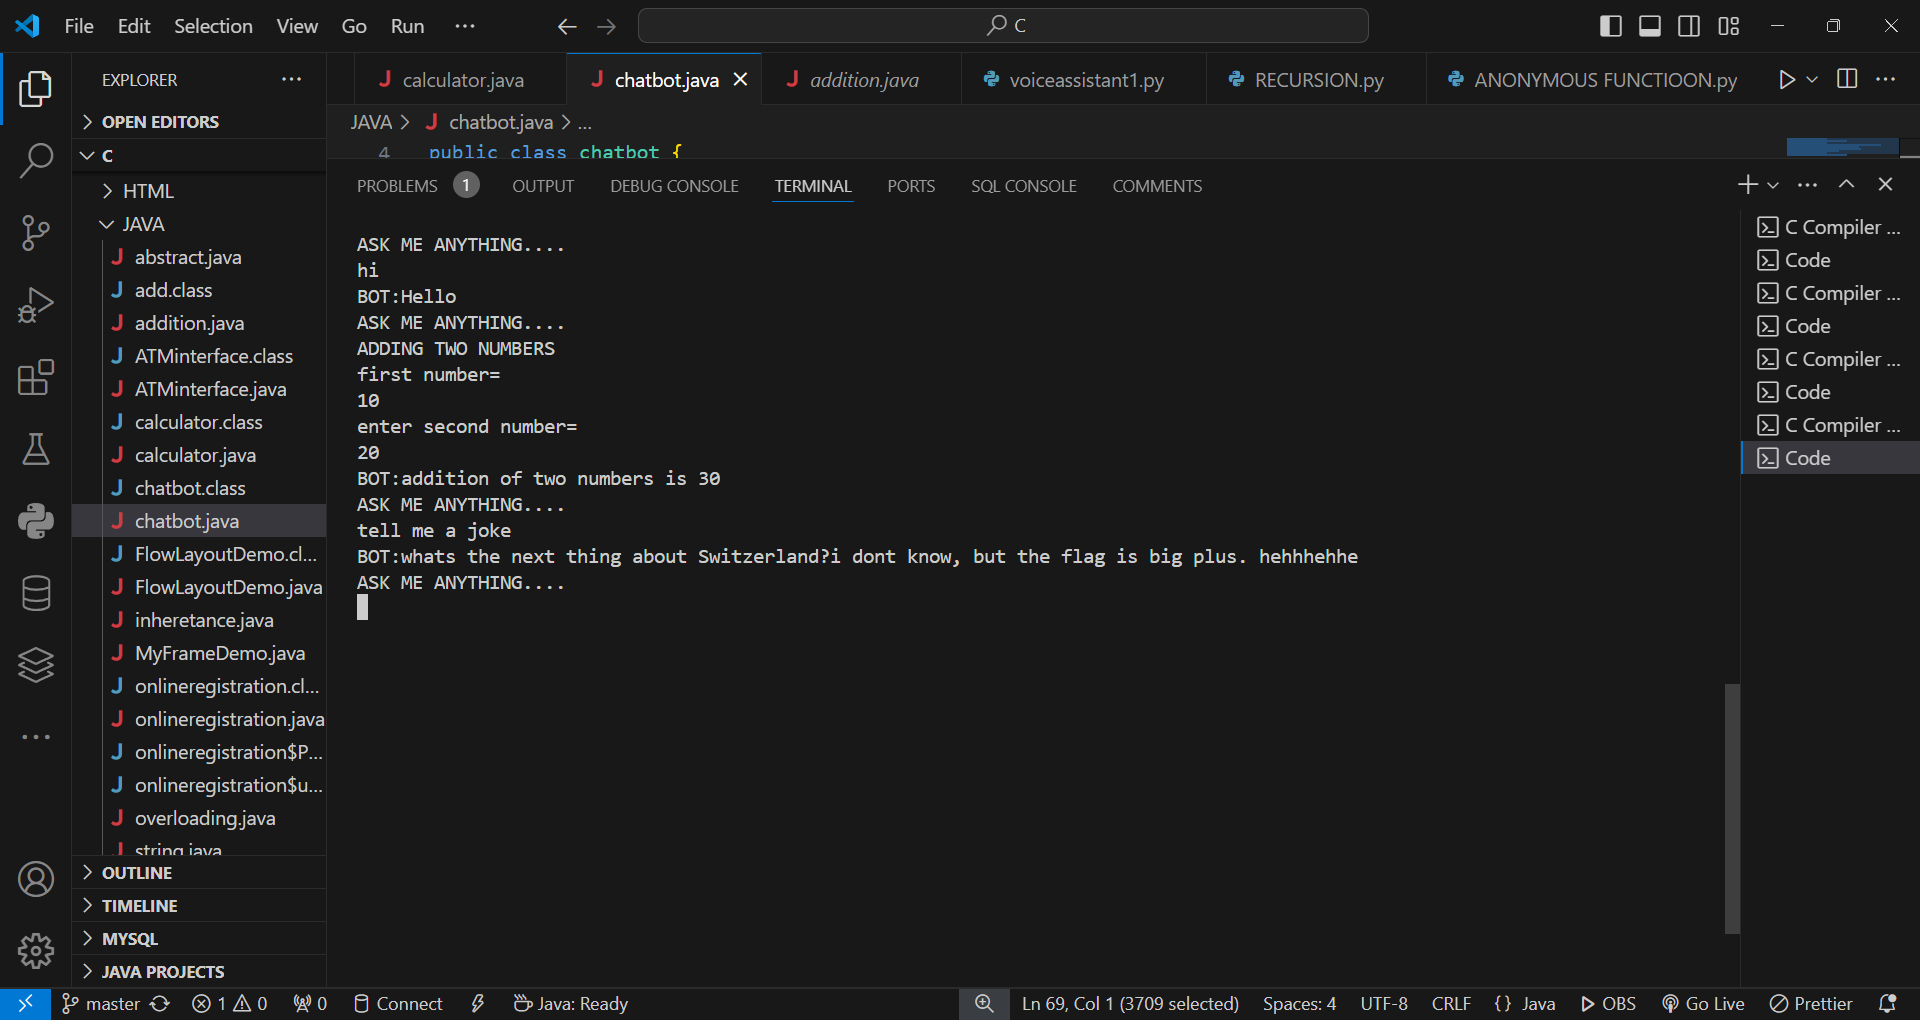 File Edit Selection View Go Run ··· C
EXPLORER ···
OPEN EDITORS
C
HTML
JAVA
abstract.java
add.class
addition.java
ATMinterface.class
ATMinterface.java
calculator.class
calculator.java
chatbot.class
chatbot.java
FlowLayoutDemo.cl...
FlowLayoutDemo.java
inheretance.java
MyFrameDemo.java
onlineregistration.cl...
onlineregistration.java
onlineregistration$P...
onlineregistration$u...
overloading.java
string.java
OUTLINE
TIMELINE
MYSQL
JAVA PROJECTS
calculator.java chatbot.java addition.java voiceassistant1.py RECURSION.py ANONYMOUS FUNCTIOON.py
JAVA > chatbot.java > ...
4 public class chatbot {
PROBLEMS 1 OUTPUT DEBUG CONSOLE TERMINAL PORTS SQL CONSOLE COMMENTS
ASK ME ANYTHING....
hi
BOT:Hello
ASK ME ANYTHING....
ADDING TWO NUMBERS
first number=
10
enter second number=
20
BOT:addition of two numbers is 30
ASK ME ANYTHING....
tell me a joke
BOT:whats the next thing about Switzerland?i dont know, but the flag is big plus. hehhhehhe
ASK ME ANYTHING....
C Compiler ...
Code
C Compiler ...
Code
C Compiler ...
Code
C Compiler ...
Code
master 1 0 0 Connect Java: Ready Ln 69, Col 1 (3709 selected) Spaces: 4 UTF-8 CRLF {} Java OBS Go Live Prettier